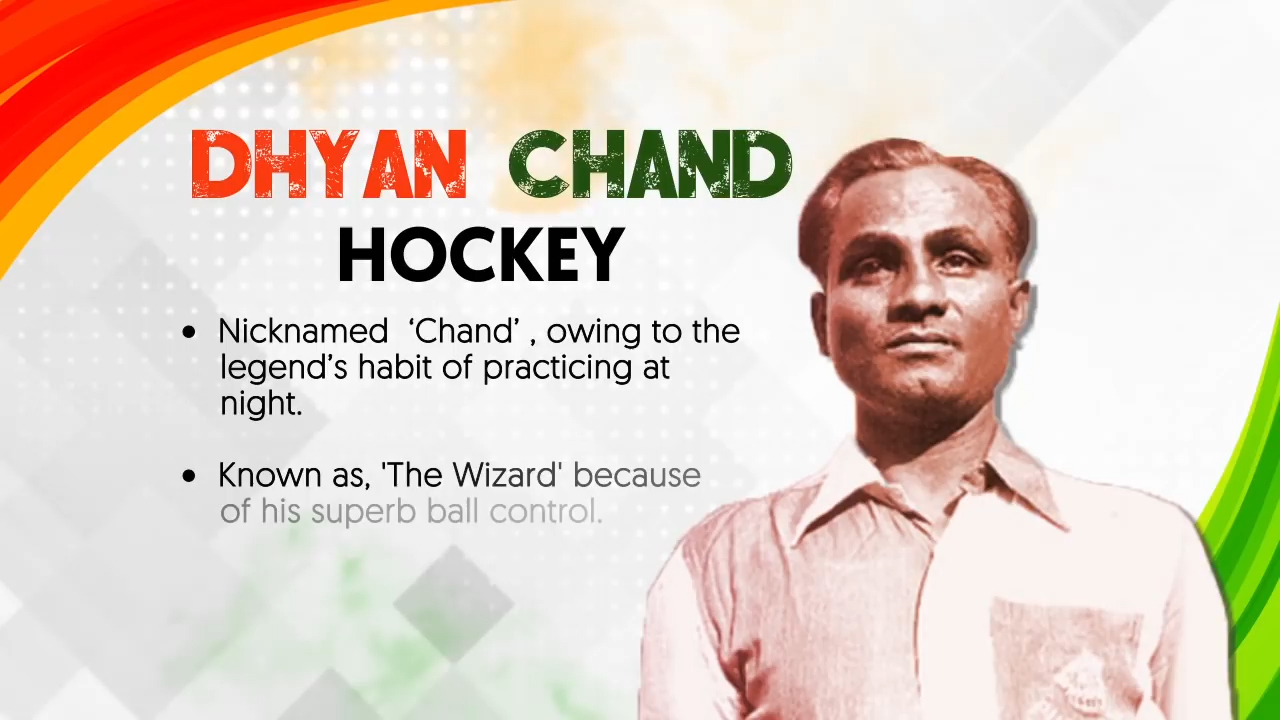 DHYAN CHAND
HOCKEY
• Nicknamed ‘Chand’ , owing to the
legend’s habit of practicing at
night.
• Known as, 'The Wizard' because
of his superb ball control.